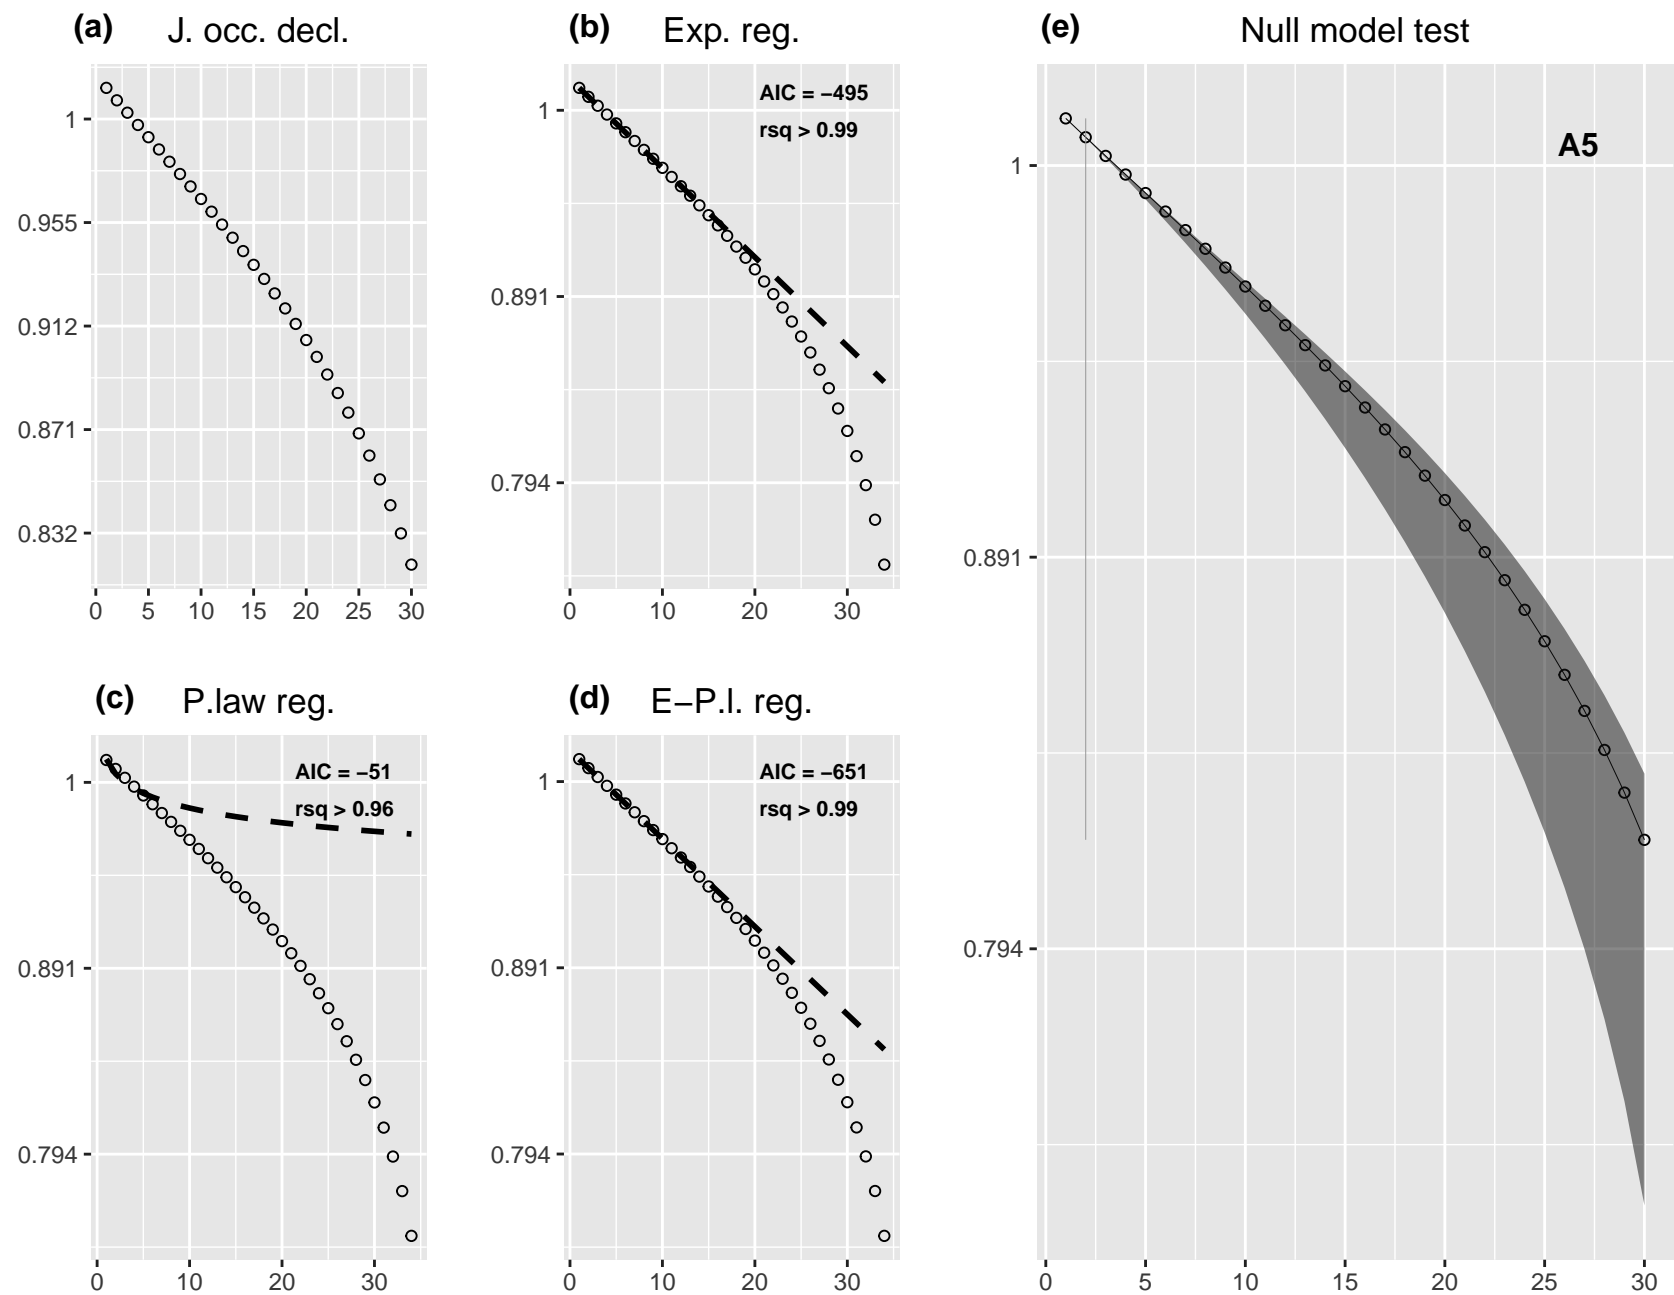 (a) J. occ. decl.
1
0.955
0.912
0.871
0.832
0 5 10 15 20 25 30
(b) Exp. reg.
AIC = −495
rsq > 0.99
1
0.891
0.794
0 10 20 30
(c) P.law reg.
AIC = −51
rsq > 0.96
1
0.891
0.794
0 10 20 30
(d) E−P.l. reg.
AIC = −651
rsq > 0.99
1
0.891
0.794
0 10 20 30
(e) Null model test
A5
1
0.891
0.794
0 5 10 15 20 25 30